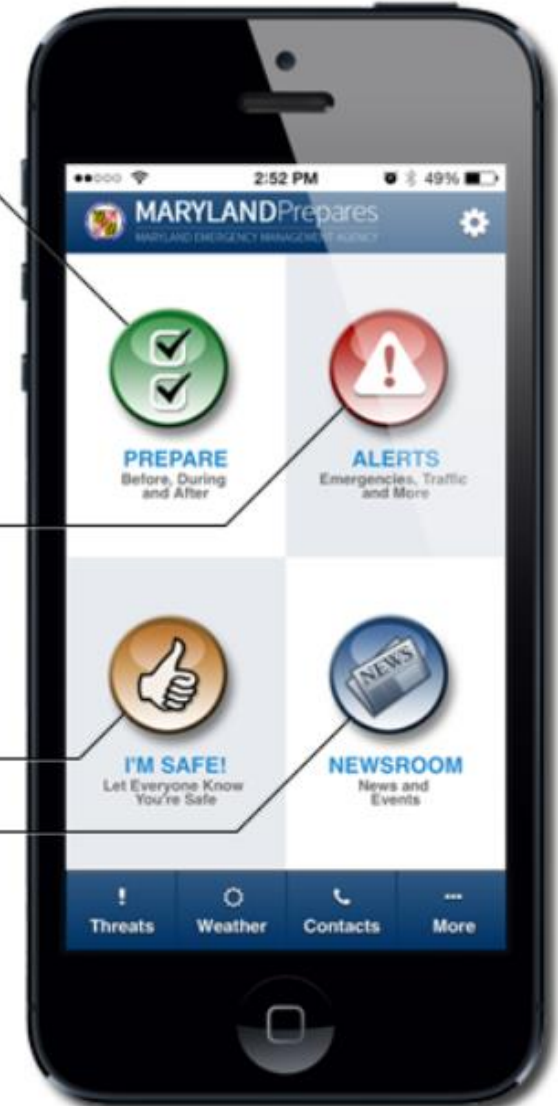 2:52 PM
49%
MARYLANDPrepares
MARYLAND EMERGENCY MANAGEMENT AGENCY
PREPARE
Before, During
and After
ALERTS
Emergencies, Traffic
and More
I'M SAFE!
Let Everyone Know
You're Safe
NEWS
NEWSROOM
News and
Events
!
Threats
Weather
Contacts
...
More